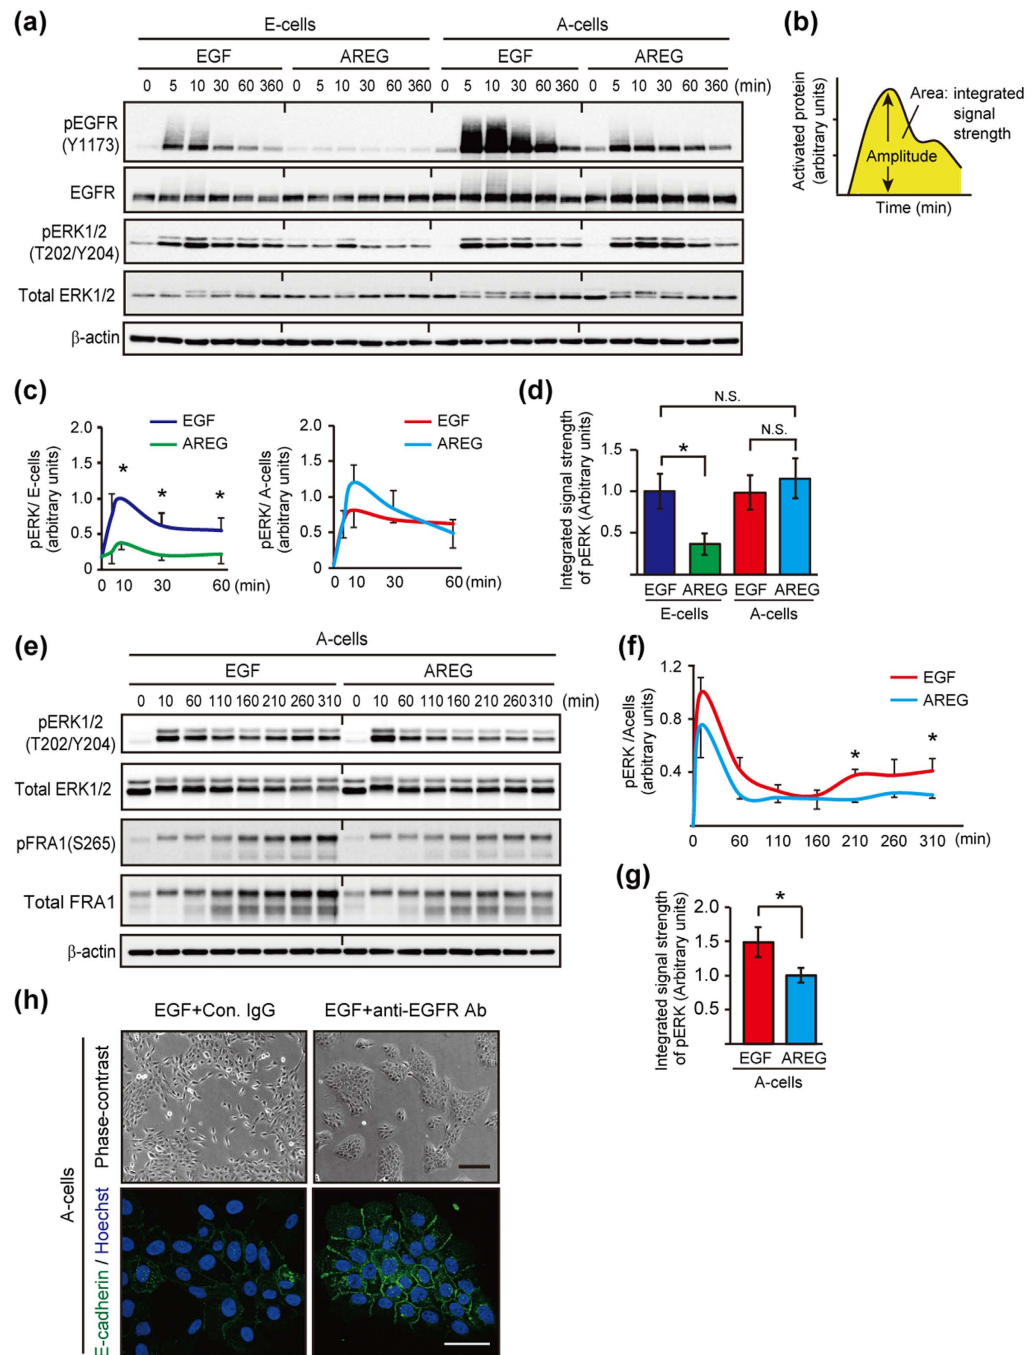 (a)
E-cells A-cells
EGF AREG EGF AREG
0 5 10 30 60 360 0 5 10 30 60 360 0 5 10 30 60 360 0 5 10 30 60 360 (min)
pEGFR
(Y1173)
EGFR
pERK1/2
(T202/Y204)
Total ERK1/2
β-actin
(b)
Activated protein
(arbitrary units)
Area: integrated
signal
strength
Amplitude
Time (min)
(c)
pERK/ E-cells
(arbitrary units)
2.0
1.5
1.0
0.5
0
EGF
AREG
*
*
*
0 10 30 60 (min)
pERK/ A-cells
(arbitrary units)
2.0
1.5
1.0
0.5
0
EGF
AREG
0 10 30 60 (min)
(d)
Integrated signal strength
of pERK (Arbitrary units)
N.S.
N.S.
*
1.5
1.0
0.5
EGF AREG EGF AREG
E-cells A-cells
(e)
A-cells
EGF AREG
0 10 60 110 160 210 260 310 0 10 60 110 160 210 260 310 (min)
pERK1/2
(T202/Y204)
Total ERK1/2
pFRA1(S265)
Total FRA1
β-actin
(f)
pERK /Acells
(arbitrary units)
1.2
0.8
0.4
EGF
AREG
*
*
0 60 110 160 210 260 310 (min)
(g)
Integrated signal strength
of pERK (Arbitrary units)
2.0
1.5
1.0
0.5
*
EGF AREG
A-cells
(h)
EGF+Con. IgG EGF+anti-EGFR Ab
A-cells
Phase-contrast
E-cadherin / Hoechst